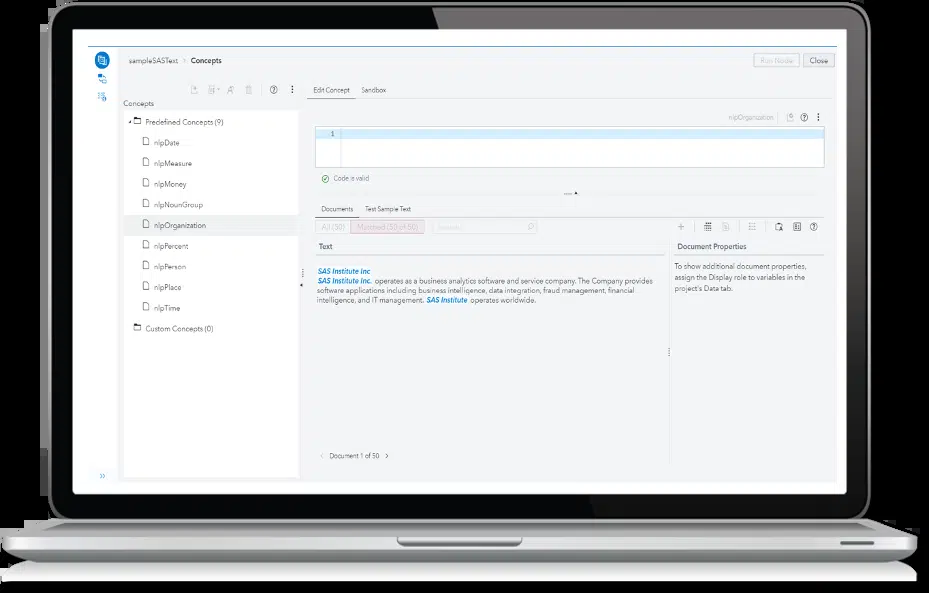 sampleSASText > Concepts
Run Node Close
Concepts
Edit Concept Sandbox
Predefined Concepts (9)
nlpDate
nlpMeasure
nlpMoney
nlpNounGroup
nlpOrganization
nlpPercent
nlpPerson
nlpPlace
nlpTime
Custom Concepts (0)
nlpOrganization
1
Code is valid
Documents Test Sample Text
All (50) Matched (50 of 50) Search...
Text
SAS Institute Inc
SAS Institute Inc. operates as a business analytics software and service company. The Company provides
software applications including business intelligence, data integration, fraud management, financial
intelligence, and IT management. SAS Institute operates worldwide.
Document 1 of 50
Document Properties
To show additional document properties,
assign the Display role to variables in the
project's Data tab.